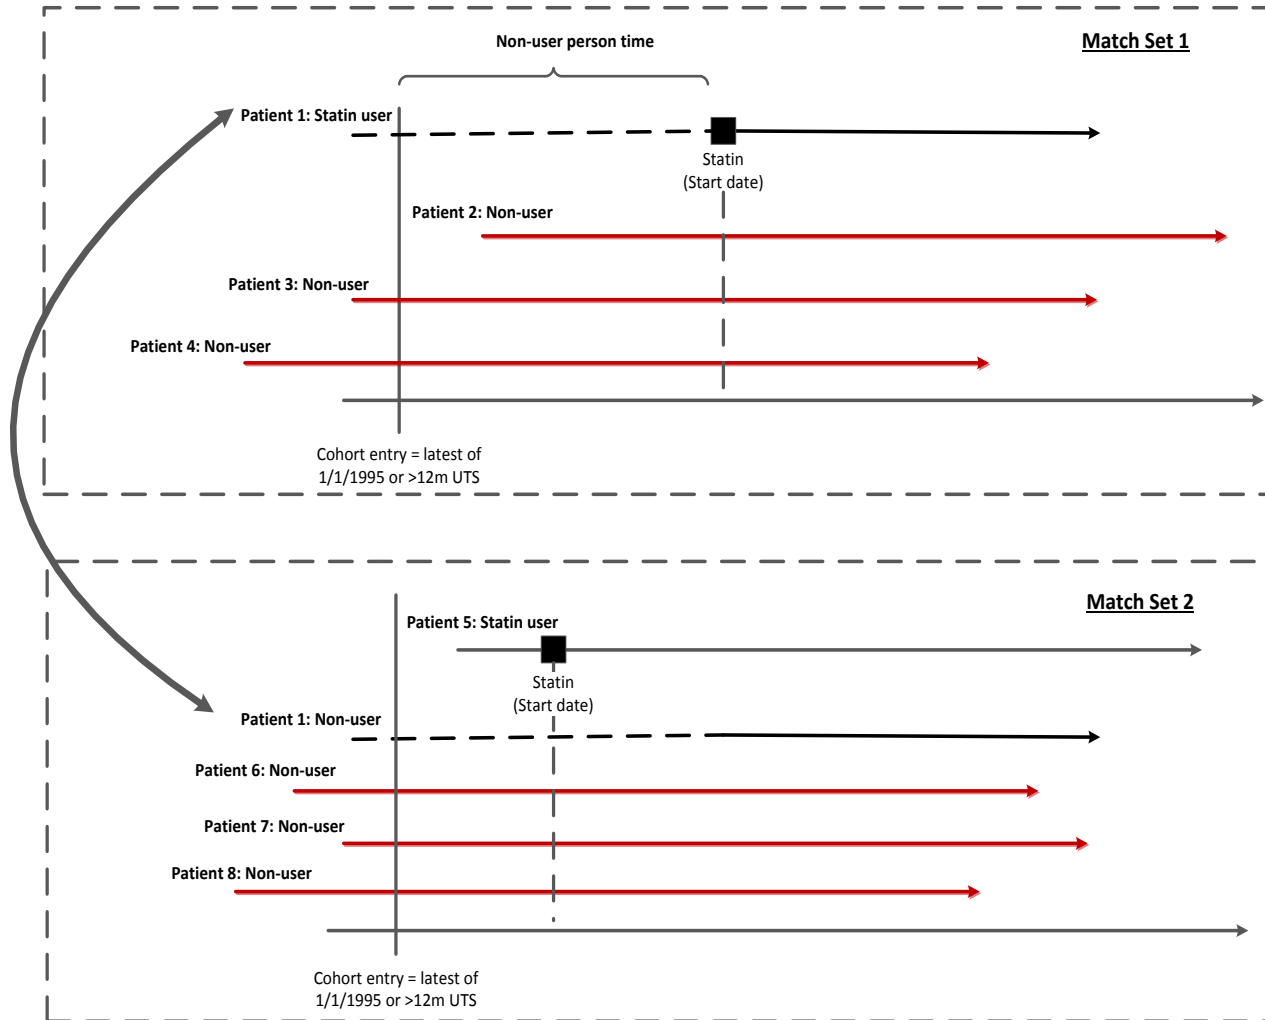 Non-user person time
Match Set 1
Patient 1: Statin user
Statin
(Start date)
Patient 2: Non-user
Patient 3: Non-user
Patient 4: Non-user
Cohort entry = latest of
1/1/1995 or >12m UTS
Match Set 2
Patient 5: Statin user
Statin
(Start date)
Patient 1: Non-user
Patient 6: Non-user
Patient 7: Non-user
Patient 8: Non-user
Cohort entry = latest of
1/1/1995 or >12m UTS